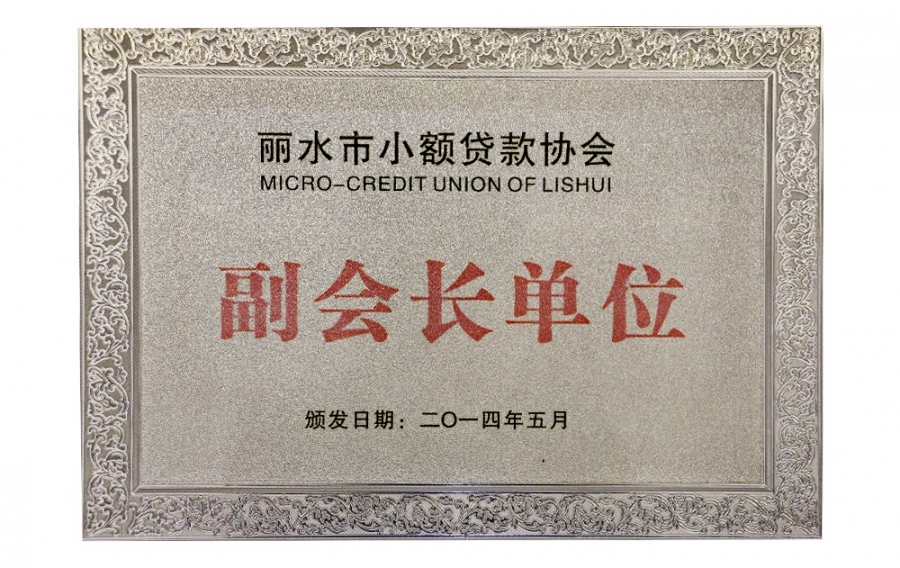 丽水市小额贷款协会
MICRO-CREDIT UNION OF LISHUI
副会长单位
颁发日期：二〇一四年五月